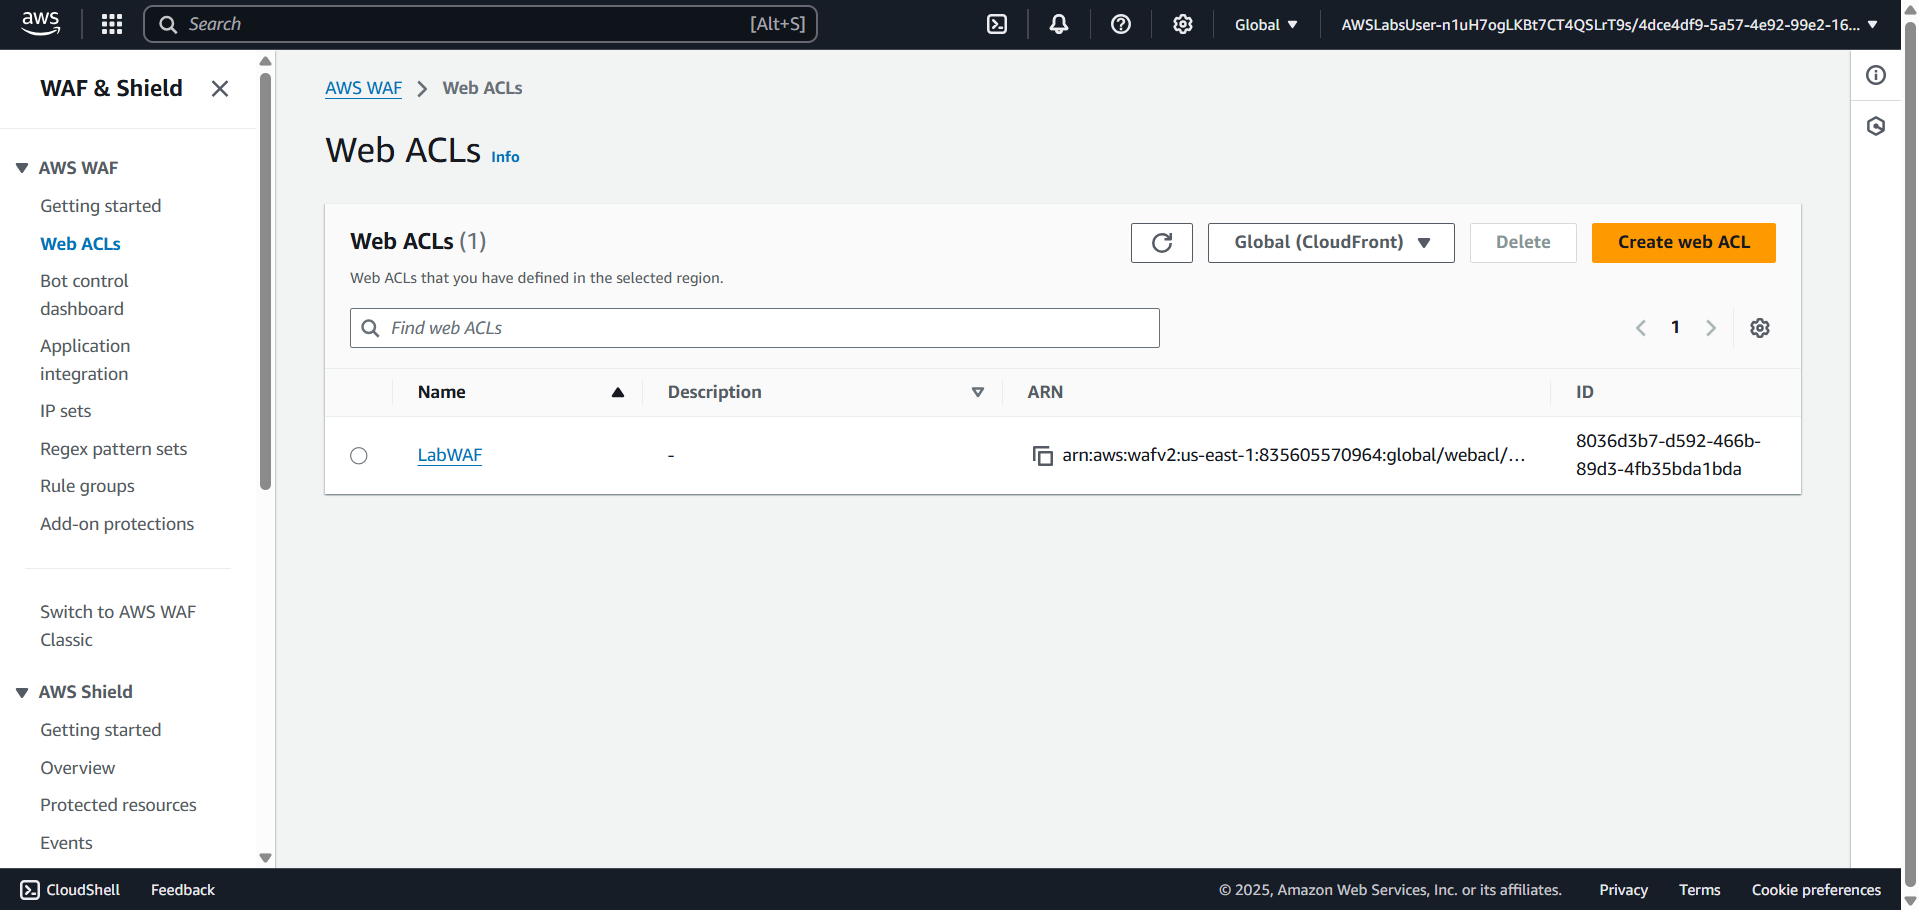 aws
Search
[Alt+S]
Global
AWSLabsUser-n1uH7ogLKBt7CT4QSLrT9s/4dce4df9-5a57-4e92-99e2-16...
WAF & Shield
AWS WAF
Getting started
Web ACLs
Bot control
dashboard
Application
integration
IP sets
Regex pattern sets
Rule groups
Add-on protections
Switch to AWS WAF
Classic
AWS Shield
Getting started
Overview
Protected resources
Events
AWS WAF
Web ACLs
Web ACLs Info
Web ACLs (1)
Web ACLs that you have defined in the selected region.
Global (CloudFront)
Delete
Create web ACL
Find web ACLs
1
Name
Description
ARN
ID
LabWAF
-
arn:aws:wafv2:us-east-1:835605570964:global/webacl/...
8036d3b7-d592-466b-
89d3-4fb35bda1bda
CloudShell
Feedback
© 2025, Amazon Web Services, Inc. or its affiliates.
Privacy
Terms
Cookie preferences